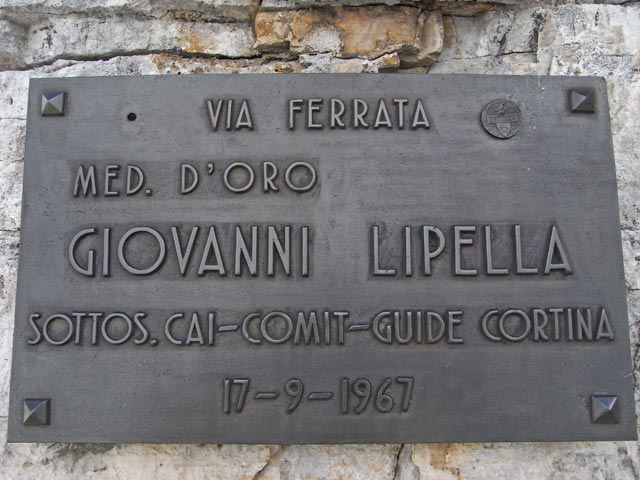 VIA FERRATA
MED. D'ORO
GIOVANNI LIPELLA
SOTTOS. CAI-COMIT-GUIDE CORTINA
17-9-1967